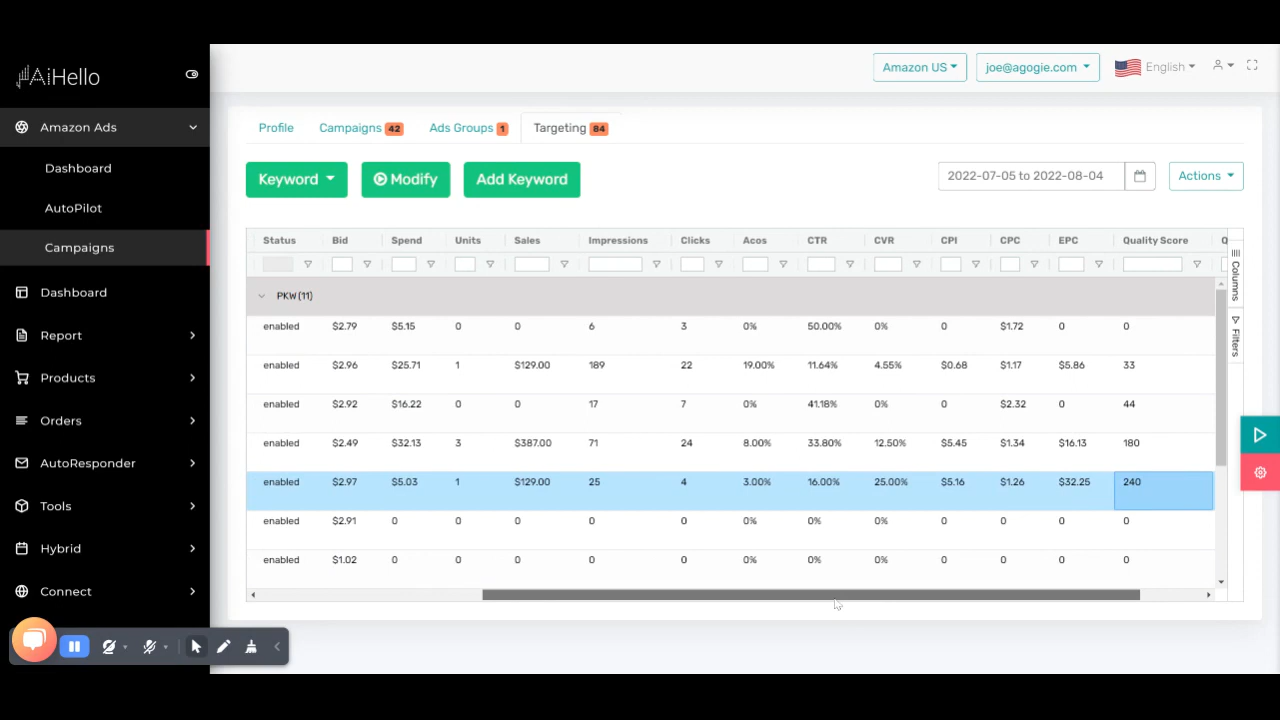 AiHello
Amazon US
joe@agogie.com
English
Amazon Ads
Dashboard
AutoPilot
Campaigns
Dashboard
Report
Products
Orders
AutoResponder
Tools
Hybrid
Connect
Profile
Campaigns 42
Ads Groups 1
Targeting 84
Keyword
Modify
Add Keyword
2022-07-05 to 2022-08-04
Actions
Status Bid Spend Units Sales Impressions Clicks Acos CTR CVR CPI CPC EPC Quality Score
PKW (11)
enabled $2.79 $5.15 0 0 6 3 0% 50.00% 0% 0 $1.72 0 0
enabled $2.96 $25.71 1 $129.00 189 22 19.00% 11.64% 4.55% $0.68 $1.17 $5.86 33
enabled $2.92 $16.22 0 0 17 7 0% 41.18% 0% 0 $2.32 0 44
enabled $2.49 $32.13 3 $387.00 71 24 8.00% 33.80% 12.50% $5.45 $1.34 $16.13 180
enabled $2.97 $5.03 1 $129.00 25 4 3.00% 16.00% 25.00% $5.16 $1.26 $32.25 240
enabled $2.91 0 0 0 0 0 0% 0% 0% 0 0 0 0
enabled $1.02 0 0 0 0 0 0% 0% 0% 0 0 0 0
Columns
Filters